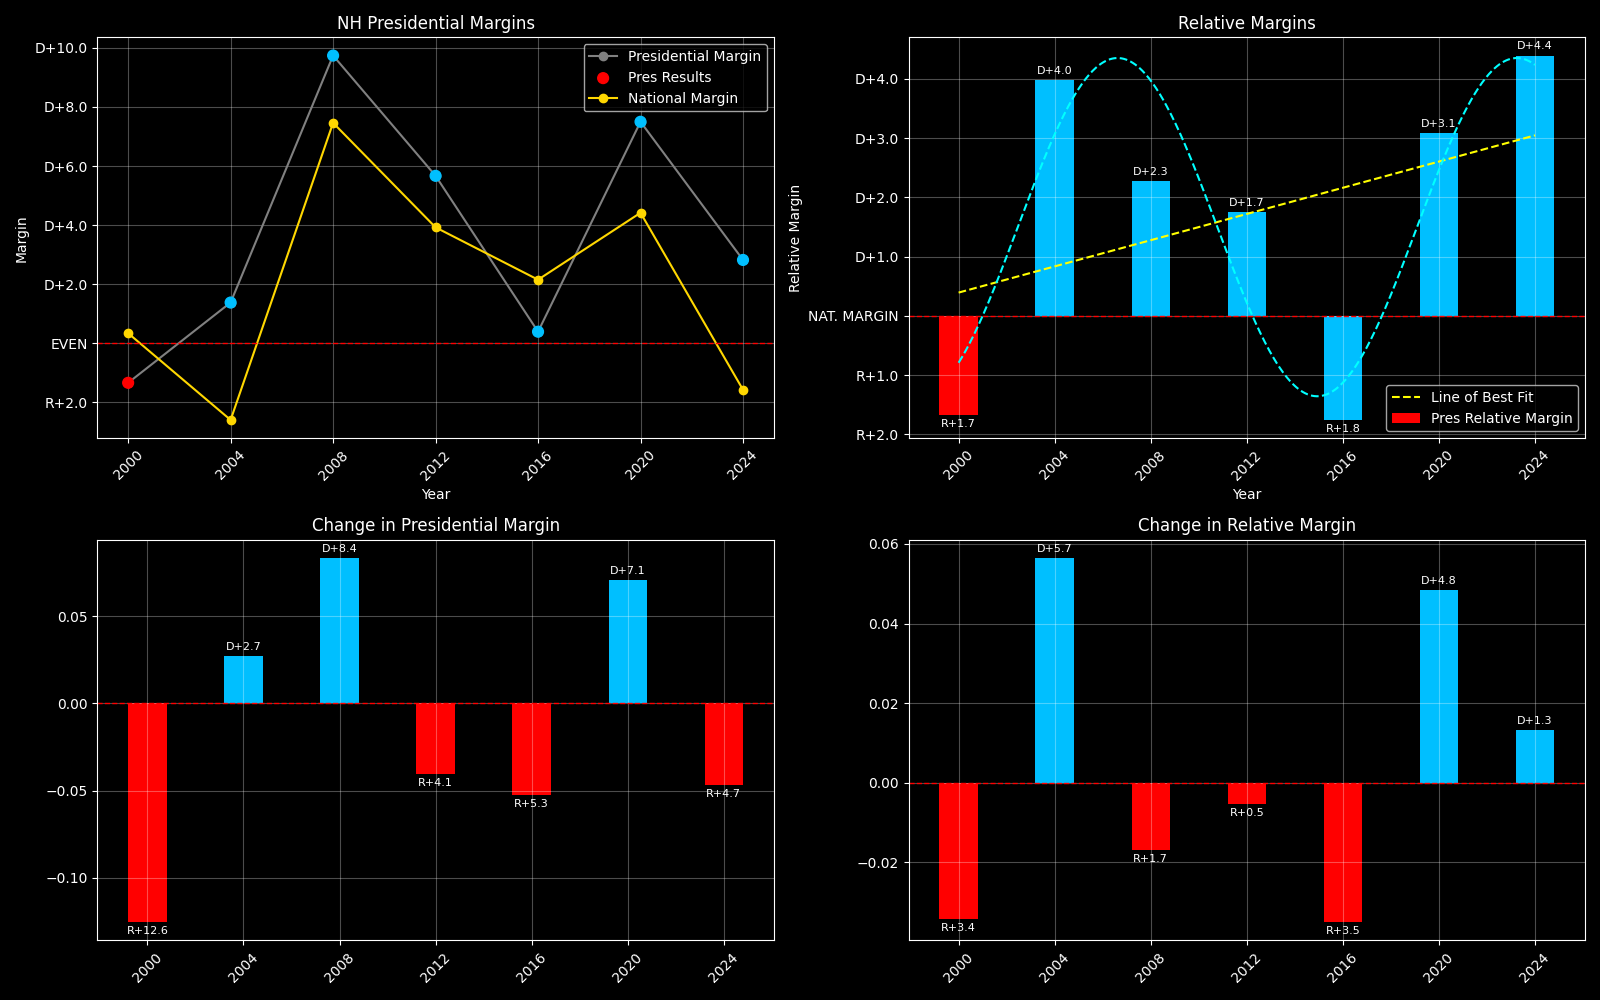 NH Presidential Margins
D+10.0
D+8.0
D+6.0
D+4.0
D+2.0
EVEN
R+2.0
Margin
Presidential Margin
Pres Results
National Margin
2000
2004
2008
2012
2016
2020
2024
Year
Relative Margins
D+4.0
D+3.0
D+2.0
D+1.0
NAT. MARGIN
R+1.0
R+2.0
Relative Margin
R+1.7
D+4.0
D+2.3
D+1.7
R+1.8
D+3.1
D+4.4
Line of Best Fit
Pres Relative Margin
2000
2004
2008
2012
2016
2020
2024
Year
Change in Presidential Margin
0.05
0.00
−0.05
−0.10
R+12.6
D+2.7
D+8.4
R+4.1
R+5.3
D+7.1
R+4.7
2000
2004
2008
2012
2016
2020
2024
Change in Relative Margin
0.06
0.04
0.02
0.00
−0.02
R+3.4
D+5.7
R+1.7
R+0.5
R+3.5
D+4.8
D+1.3
2000
2004
2008
2012
2016
2020
2024